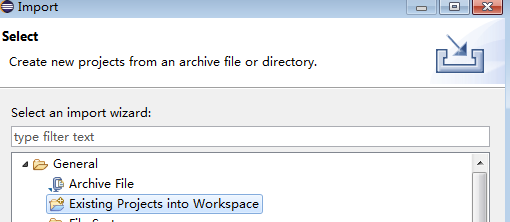 Import
Select
Create new projects from an archive file or directory.
Select an import wizard:
type filter text
General
Archive File
Existing Projects into Workspace